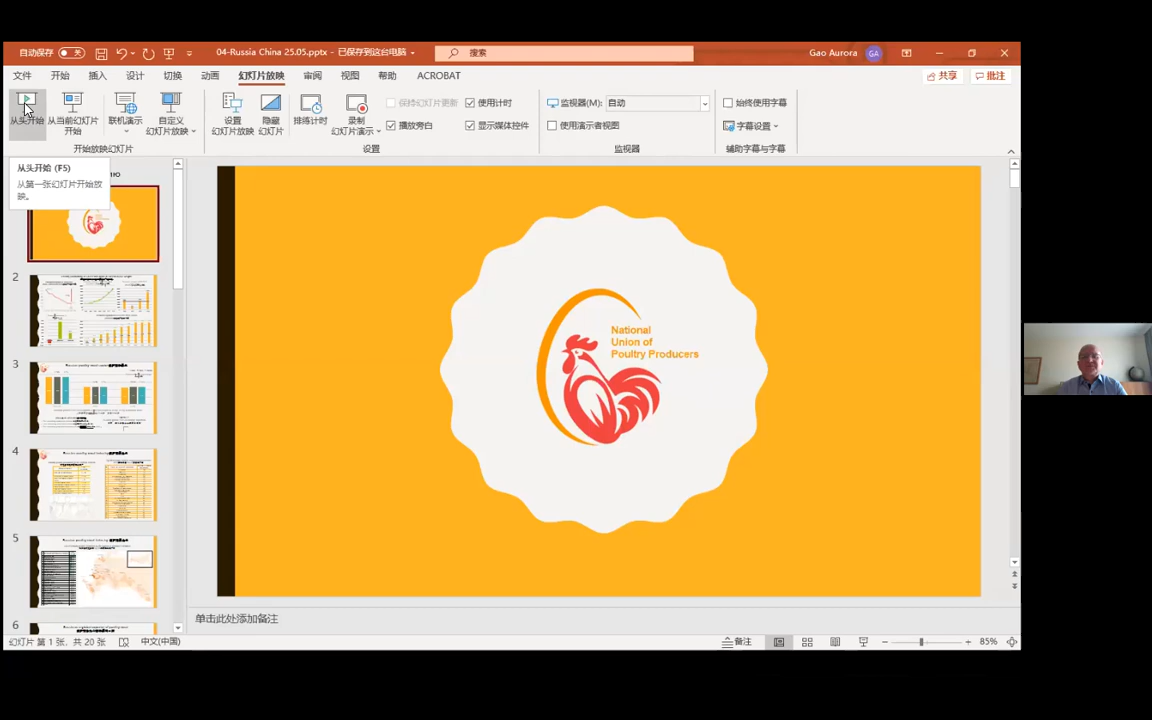 自动保存 关
04-Russia China 25.05.pptx - 已保存到这台电脑
搜索
Gao Aurora
GA
文件 开始 插入 设计 切换 动画 幻灯片放映 审阅 视图 帮助 ACROBAT
共享 批注
从头开始
从当前幻灯片
开始
联机演示
自定义
幻灯片放映
设置
幻灯片放映
隐藏
幻灯片
排练计时
录制
幻灯片演示
保持幻灯片更新
使用计时
播放旁白
显示媒体控件
监视器(M): 自动
使用演示者视图
始终使用字幕
字幕设置
开始放映幻灯片
设置
监视器
辅助字幕与字幕
从头开始 (F5)
从第一张幻灯片开始放
映。
2
3
4
5
6
National
Union of
Poultry Producers
单击此处添加备注
幻灯片 第 1 张，共 20 张
中文(中国)
备注
85%